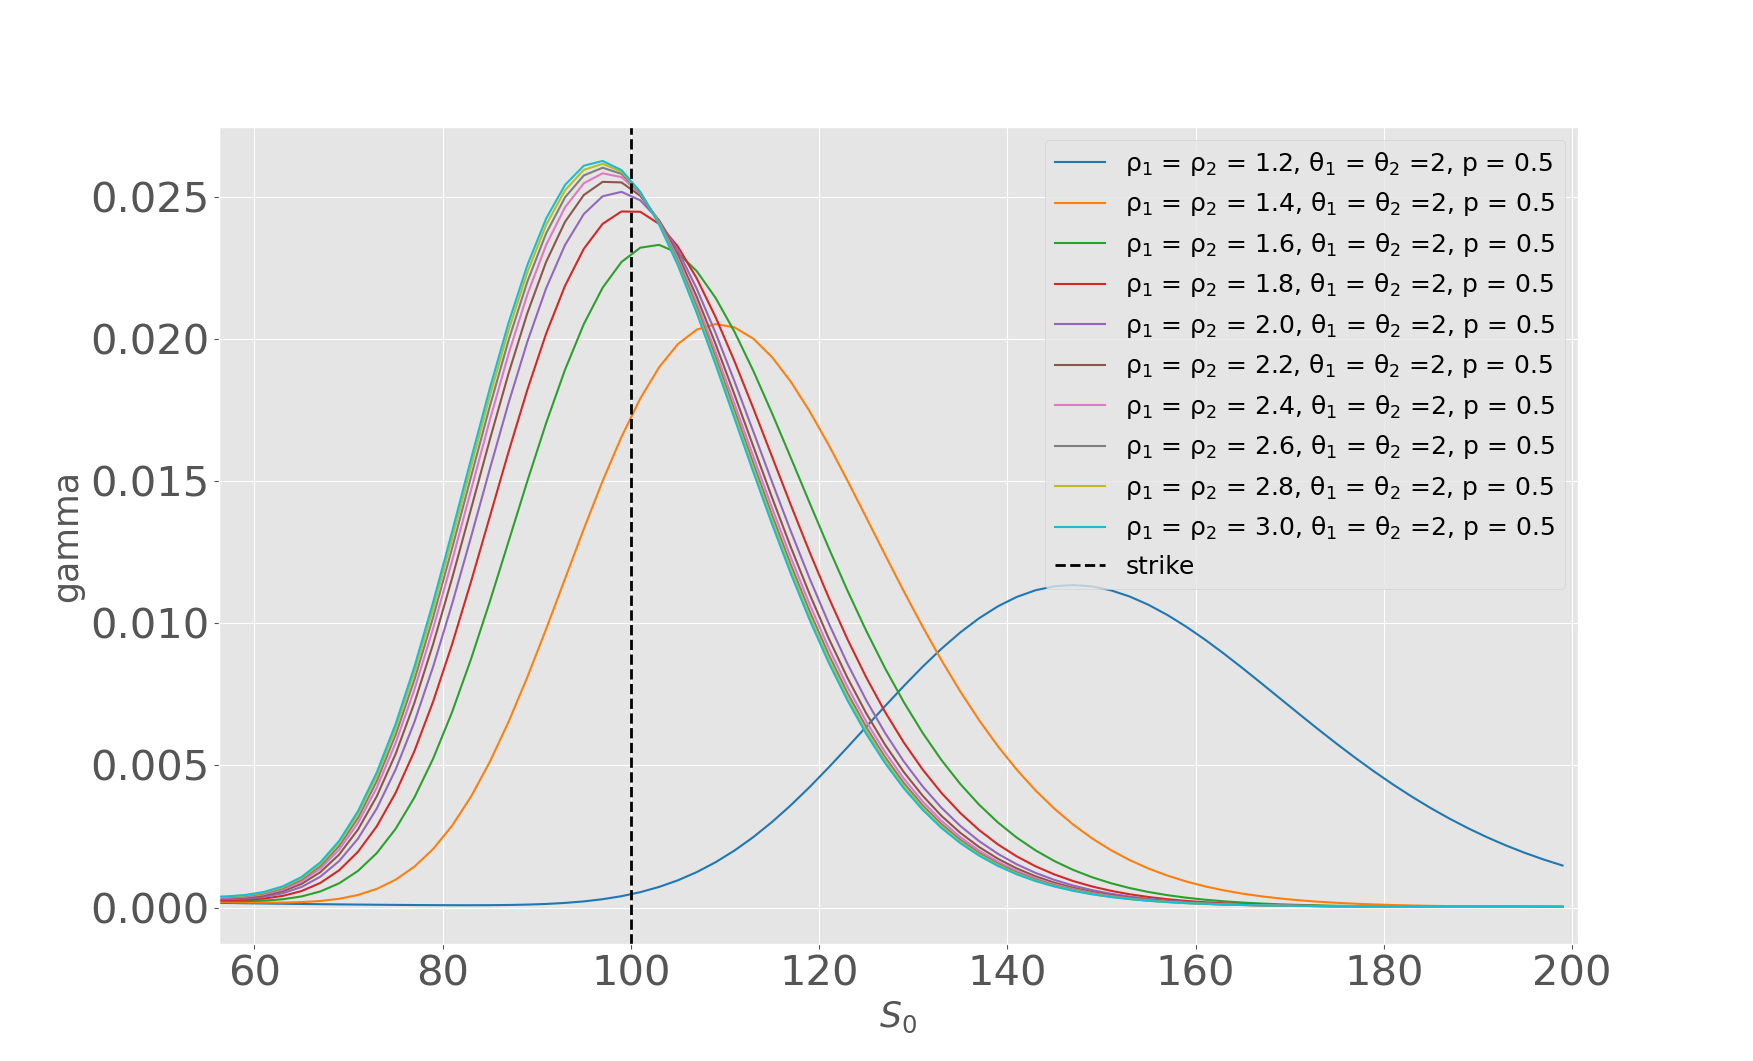 ρ₁ = ρ₂ = 1.2, θ₁ = θ₂ =2, p = 0.5
ρ₁ = ρ₂ = 1.4, θ₁ = θ₂ =2, p = 0.5
ρ₁ = ρ₂ = 1.6, θ₁ = θ₂ =2, p = 0.5
ρ₁ = ρ₂ = 1.8, θ₁ = θ₂ =2, p = 0.5
ρ₁ = ρ₂ = 2.0, θ₁ = θ₂ =2, p = 0.5
ρ₁ = ρ₂ = 2.2, θ₁ = θ₂ =2, p = 0.5
ρ₁ = ρ₂ = 2.4, θ₁ = θ₂ =2, p = 0.5
ρ₁ = ρ₂ = 2.6, θ₁ = θ₂ =2, p = 0.5
ρ₁ = ρ₂ = 2.8, θ₁ = θ₂ =2, p = 0.5
ρ₁ = ρ₂ = 3.0, θ₁ = θ₂ =2, p = 0.5
strike
0.025
0.020
0.015
0.010
0.005
0.000
gamma
60 80 100 120 140 160 180 200
S₀